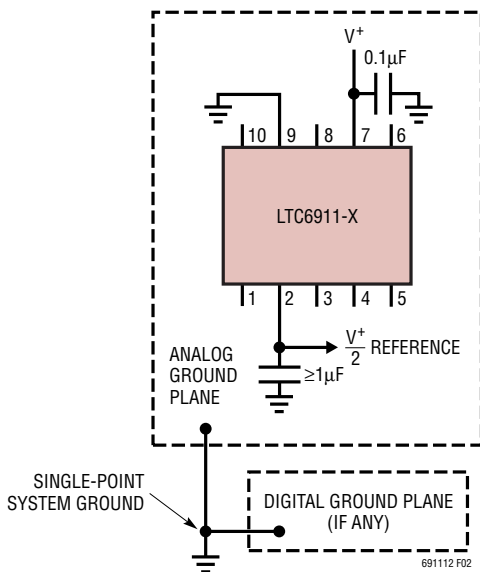 V+
0.1µF
10 9 8 7 6
LTC6911-X
1 2 3 4 5
V+
2
REFERENCE
≥1µF
ANALOG
GROUND
PLANE
SINGLE-POINT
SYSTEM GROUND
DIGITAL GROUND PLANE
(IF ANY)
691112 F02